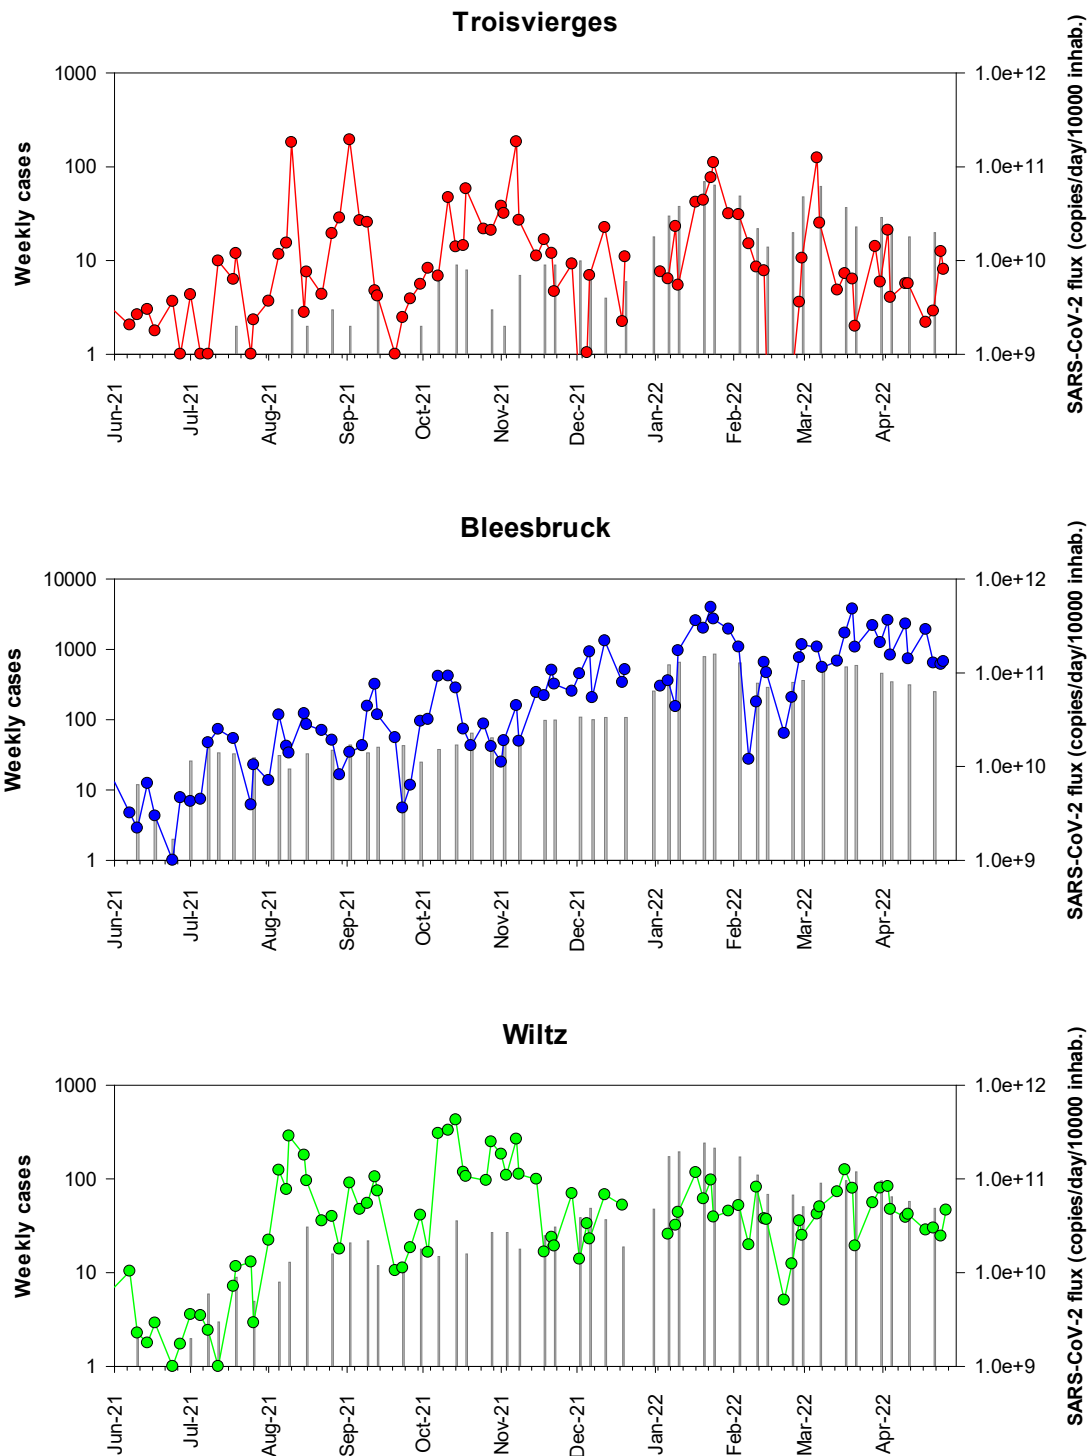 Troisvierges
Weekly cases
SARS-CoV-2 flux (copies/day/10000 inhab.)
1000
100
10
1
1.0e+12
1.0e+11
1.0e+10
1.0e+9
Jun-21
Jul-21
Aug-21
Sep-21
Oct-21
Nov-21
Dec-21
Jan-22
Feb-22
Mar-22
Apr-22
Bleesbruck
Weekly cases
SARS-CoV-2 flux (copies/day/10000 inhab.)
10000
1000
100
10
1
1.0e+12
1.0e+11
1.0e+10
1.0e+9
Jun-21
Jul-21
Aug-21
Sep-21
Oct-21
Nov-21
Dec-21
Jan-22
Feb-22
Mar-22
Apr-22
Wiltz
Weekly cases
SARS-CoV-2 flux (copies/day/10000 inhab.)
1000
100
10
1
1.0e+12
1.0e+11
1.0e+10
1.0e+9
Jun-21
Jul-21
Aug-21
Sep-21
Oct-21
Nov-21
Dec-21
Jan-22
Feb-22
Mar-22
Apr-22